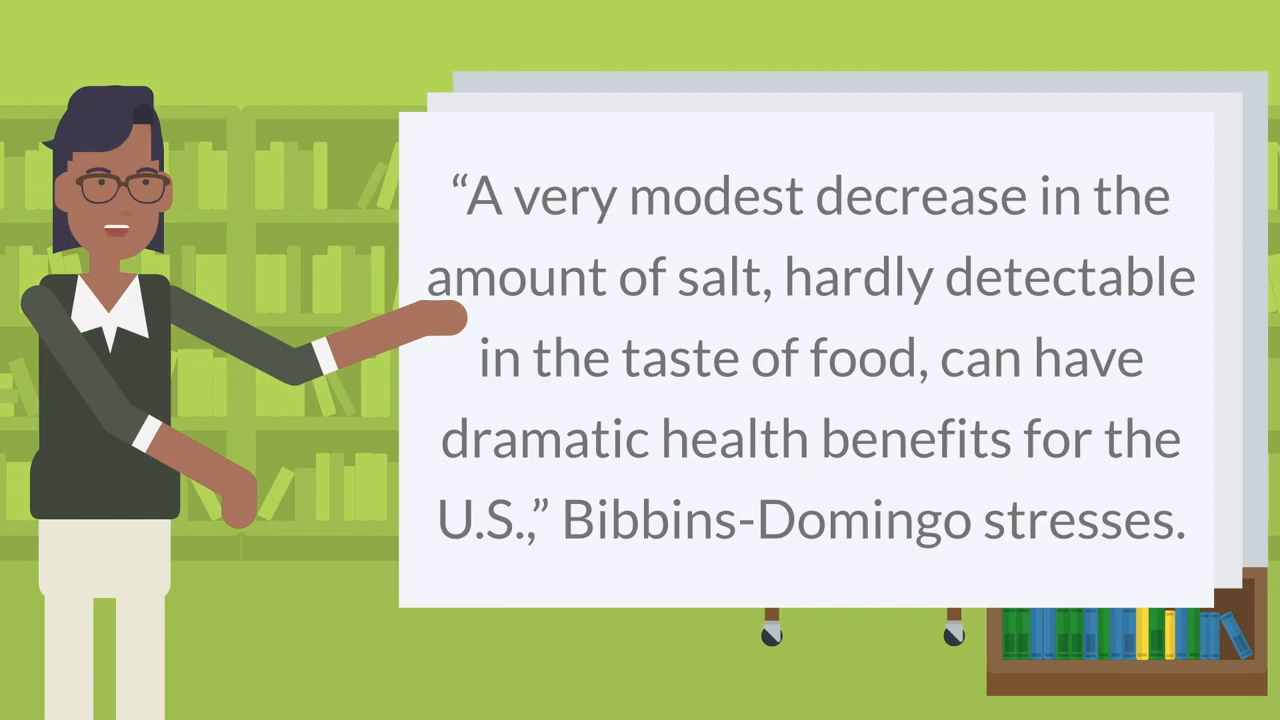 “A very modest decrease in the
amount of salt, hardly detectable
in the taste of food, can have
dramatic health benefits for the
U.S.,” Bibbins-Domingo stresses.